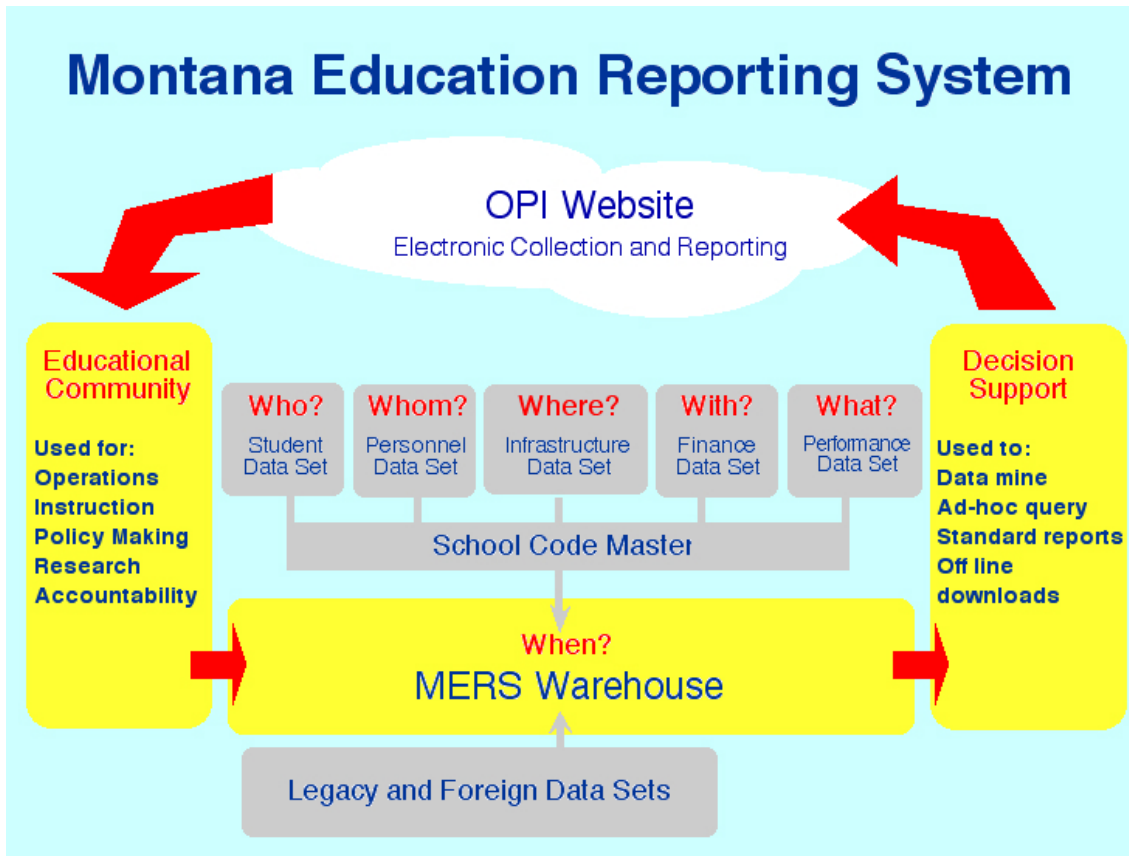 Montana Education Reporting System
OPI Website
Electronic Collection and Reporting
Educational
Community
Used for:
Operations
Instruction
Policy Making
Research
Accountability
Who?
Student
Data Set
Whom?
Personnel
Data Set
Where?
Infrastructure
Data Set
With?
Finance
Data Set
What?
Performance
Data Set
School Code Master
When?
MERS Warehouse
Legacy and Foreign Data Sets
Decision
Support
Used to:
Data mine
Ad-hoc query
Standard reports
Off line
downloads